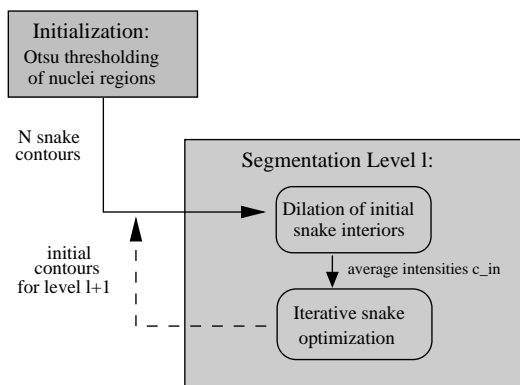 Initialization:
Otsu thresholding
of nuclei regions
N snake
contours
Segmentation Level l:
Dilation of initial
snake interiors
average intensities c_in
initial
contours
for level l+1
Iterative snake
optimization